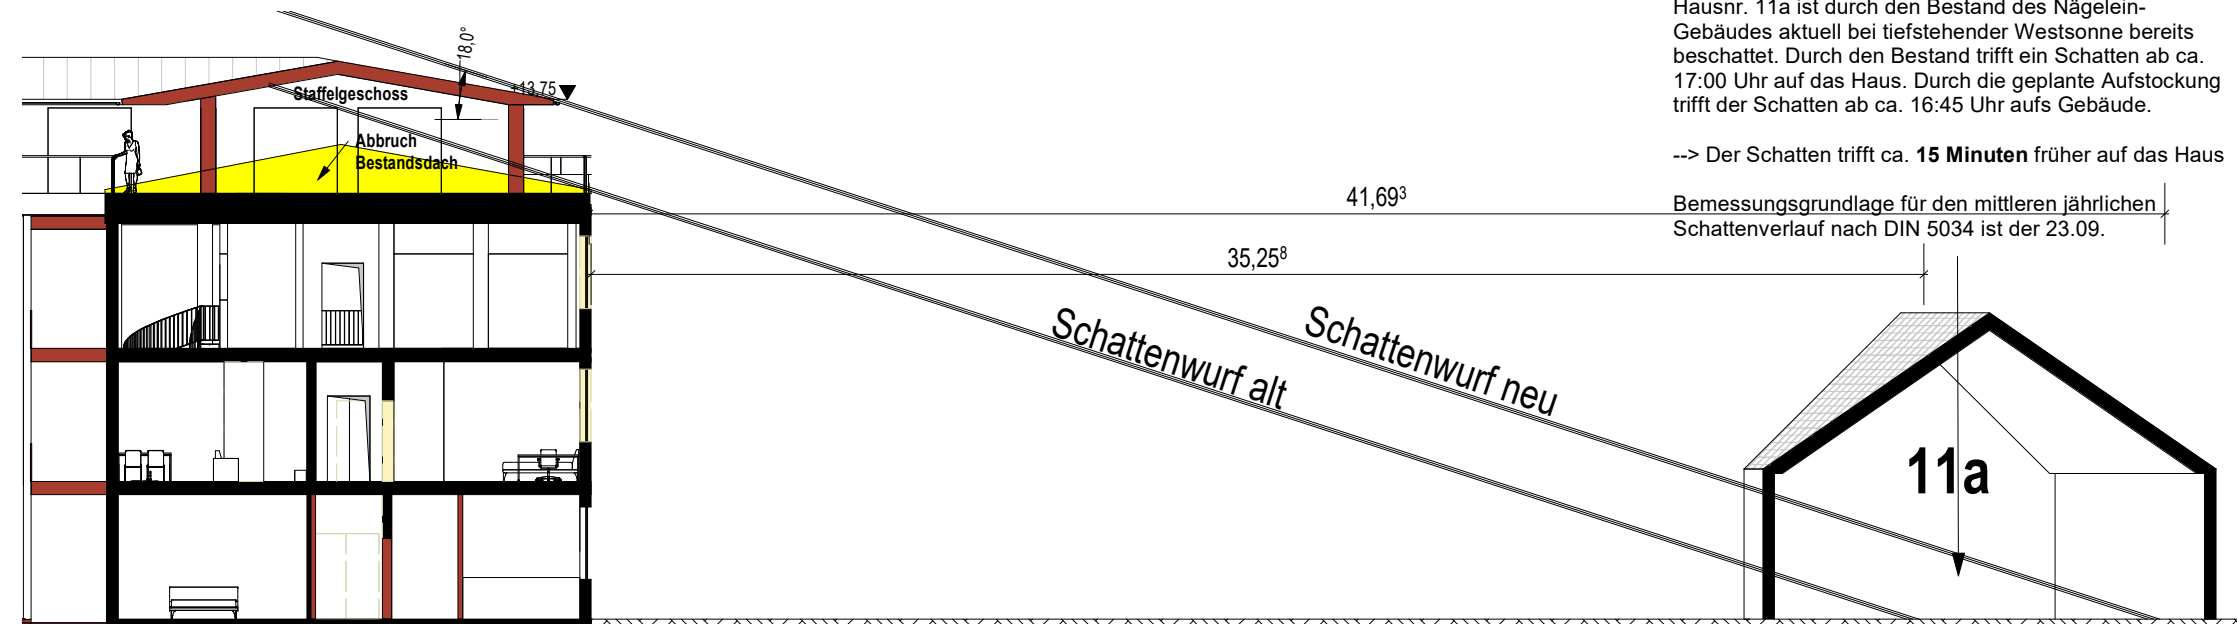 Hausnr. 11a ist durch den Bestand des Nägelein-
Gebäudes aktuell bei tiefstehender Westsonne bereits
beschattet. Durch den Bestand trifft ein Schatten ab ca.
17:00 Uhr auf das Haus. Durch die geplante Aufstockung
trifft der Schatten ab ca. 16:45 Uhr aufs Gebäude.
--> Der Schatten trifft ca. 15 Minuten früher auf das Haus
Bemessungsgrundlage für den mittleren jährlichen
Schattenverlauf nach DIN 5034 ist der 23.09.
18,0°
+13,75
Staffelgeschoss
Abbruch
Bestandsdach
41,69³
35,25⁸
Schattenwurf neu
Schattenwurf alt
11a